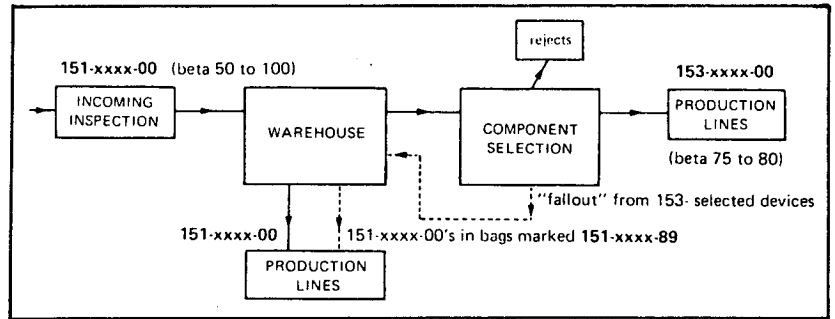 rejects
151-xxxx-00 (beta 50 to 100)
153-xxxx-00
INCOMING
INSPECTION
WAREHOUSE
COMPONENT
SELECTION
PRODUCTION
LINES
(beta 75 to 80)
"fallout" from 153- selected devices
151-xxxx-00
151-xxxx-00's in bags marked 151-xxxx-89
PRODUCTION
LINES